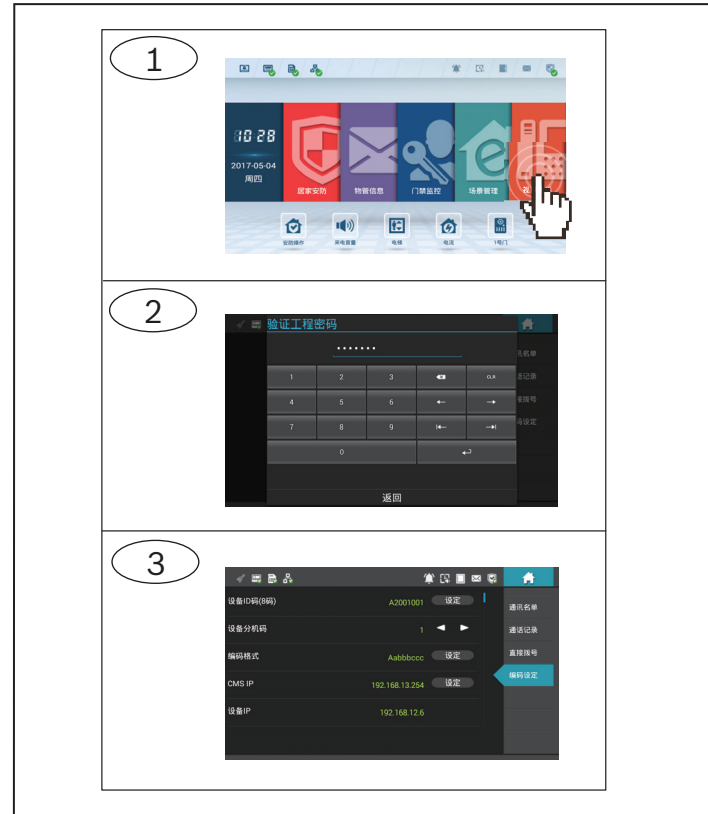 1
10:28
2017-05-04
周四
居家安防
物管信息
门禁监控
场景管理
安防操作
来电音量
电梯
电流
1号门
2
验证工程密码
•••••••
1 2 3 CLR
4 5 6
7 8 9
0
返回
讯名单
话记录
接拨号
码设定
3
设备ID码(8码) A2001001 设定
通讯名单
设备分机码 1
通话记录
编码格式 Aabbbccc 设定
直接拨号
编码设定
CMS IP 192.168.13.254 设定
设备IP 192.168.12.6